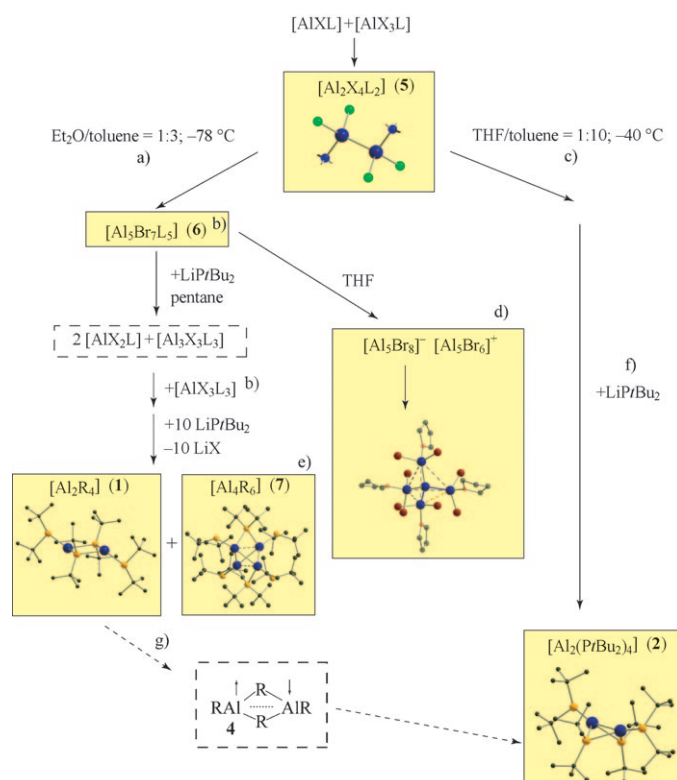 [AlXL]+[AlX₃L]
[Al₂X₄L₂] (5)
Et₂O/toluene = 1:3; –78 °C
a)
THF/toluene = 1:10; –40 °C
c)
[Al₅Br₇L₅] (6) b)
+LiPtBu₂
pentane
THF
2 [AlX₂L]+[Al₃X₃L₃]
d)
[Al₅Br₈]⁻ [Al₅Br₆]⁺
+[AlX₃L₃] b)
f)
+LiPtBu₂
+10 LiPtBu₂
–10 LiX
e)
[Al₂R₄] (1)
[Al₄R₆] (7)
+
g)
[Al₂(PtBu₂)₄] (2)
R
RAl AlR
R
4